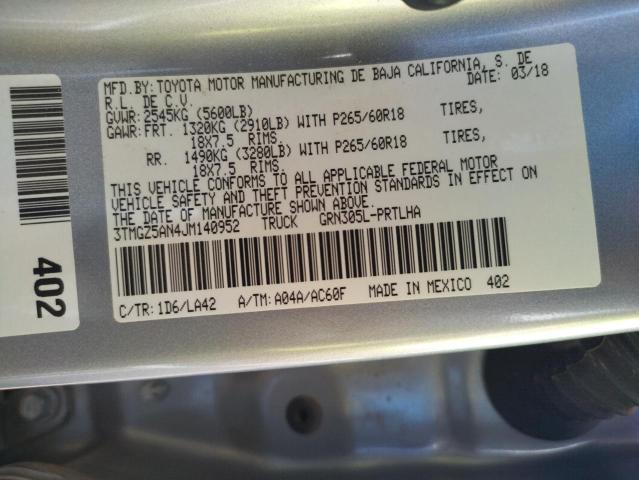 MFD.BY:TOYOTA MOTOR MANUFACTURING DE BAJA CALIFORNIA, S. DE
R.L. DE C.V. DATE: 03/18
GVWR: 2545KG (5600LB)
GAWR: FRT. 1320KG (2910LB) WITH P265/60R18 TIRES,
18X7.5 RIMS.
RR. 1490KG (3280LB) WITH P265/60R18 TIRES,
18X7.5 RIMS.
THIS VEHICLE CONFORMS TO ALL APPLICABLE FEDERAL MOTOR
VEHICLE SAFETY AND THEFT PREVENTION STANDARDS IN EFFECT ON
THE DATE OF MANUFACTURE SHOWN ABOVE.
3TMGZ5AN4JM140952 TRUCK GRN305L-PRTLHA
C/TR: 1D6/LA42 A/TM: A04A/AC60F MADE IN MEXICO 402
402